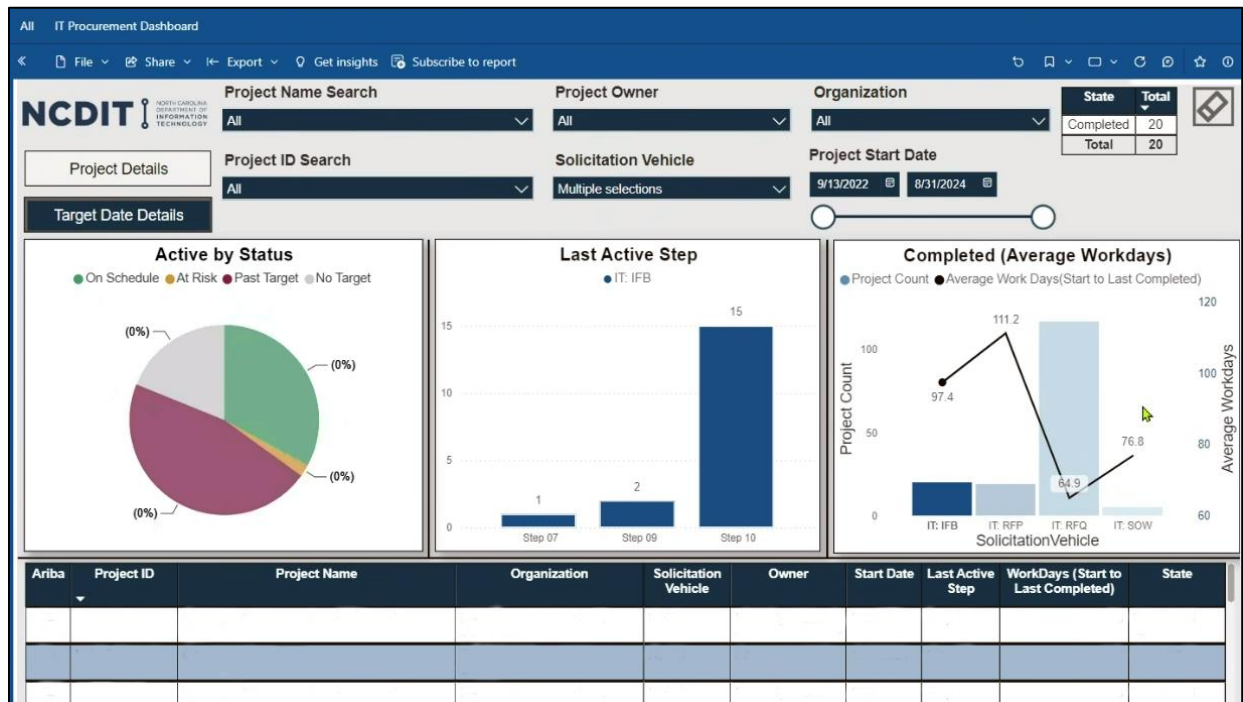 All IT Procurement Dashboard
File Share Export Get insights Subscribe to report
NCDIT
NORTH CAROLINA
DEPARTMENT OF
INFORMATION
TECHNOLOGY
Project Details
Target Date Details
Project Name Search
All
Project Owner
All
Organization
All
Project ID Search
All
Solicitation Vehicle
Multiple selections
Project Start Date
9/13/2022 8/31/2024
State Total
Completed 20
Total 20
Active by Status
On Schedule At Risk Past Target No Target
(0%)
(0%)
(0%)
(0%)
Last Active Step
IT: IFB
15
10
5
0
1
2
15
Step 07 Step 09 Step 10
Completed (Average Workdays)
Project Count Average Work Days(Start to Last Completed)
Project Count
100
50
0
97.4
111.2
64.9
76.8
120
100
80
60
Average Workdays
IT: IFB IT: RFP IT: RFQ IT: SOW
SolicitationVehicle
Ariba Project ID Project Name Organization Solicitation Vehicle Owner Start Date Last Active Step WorkDays (Start to Last Completed) State